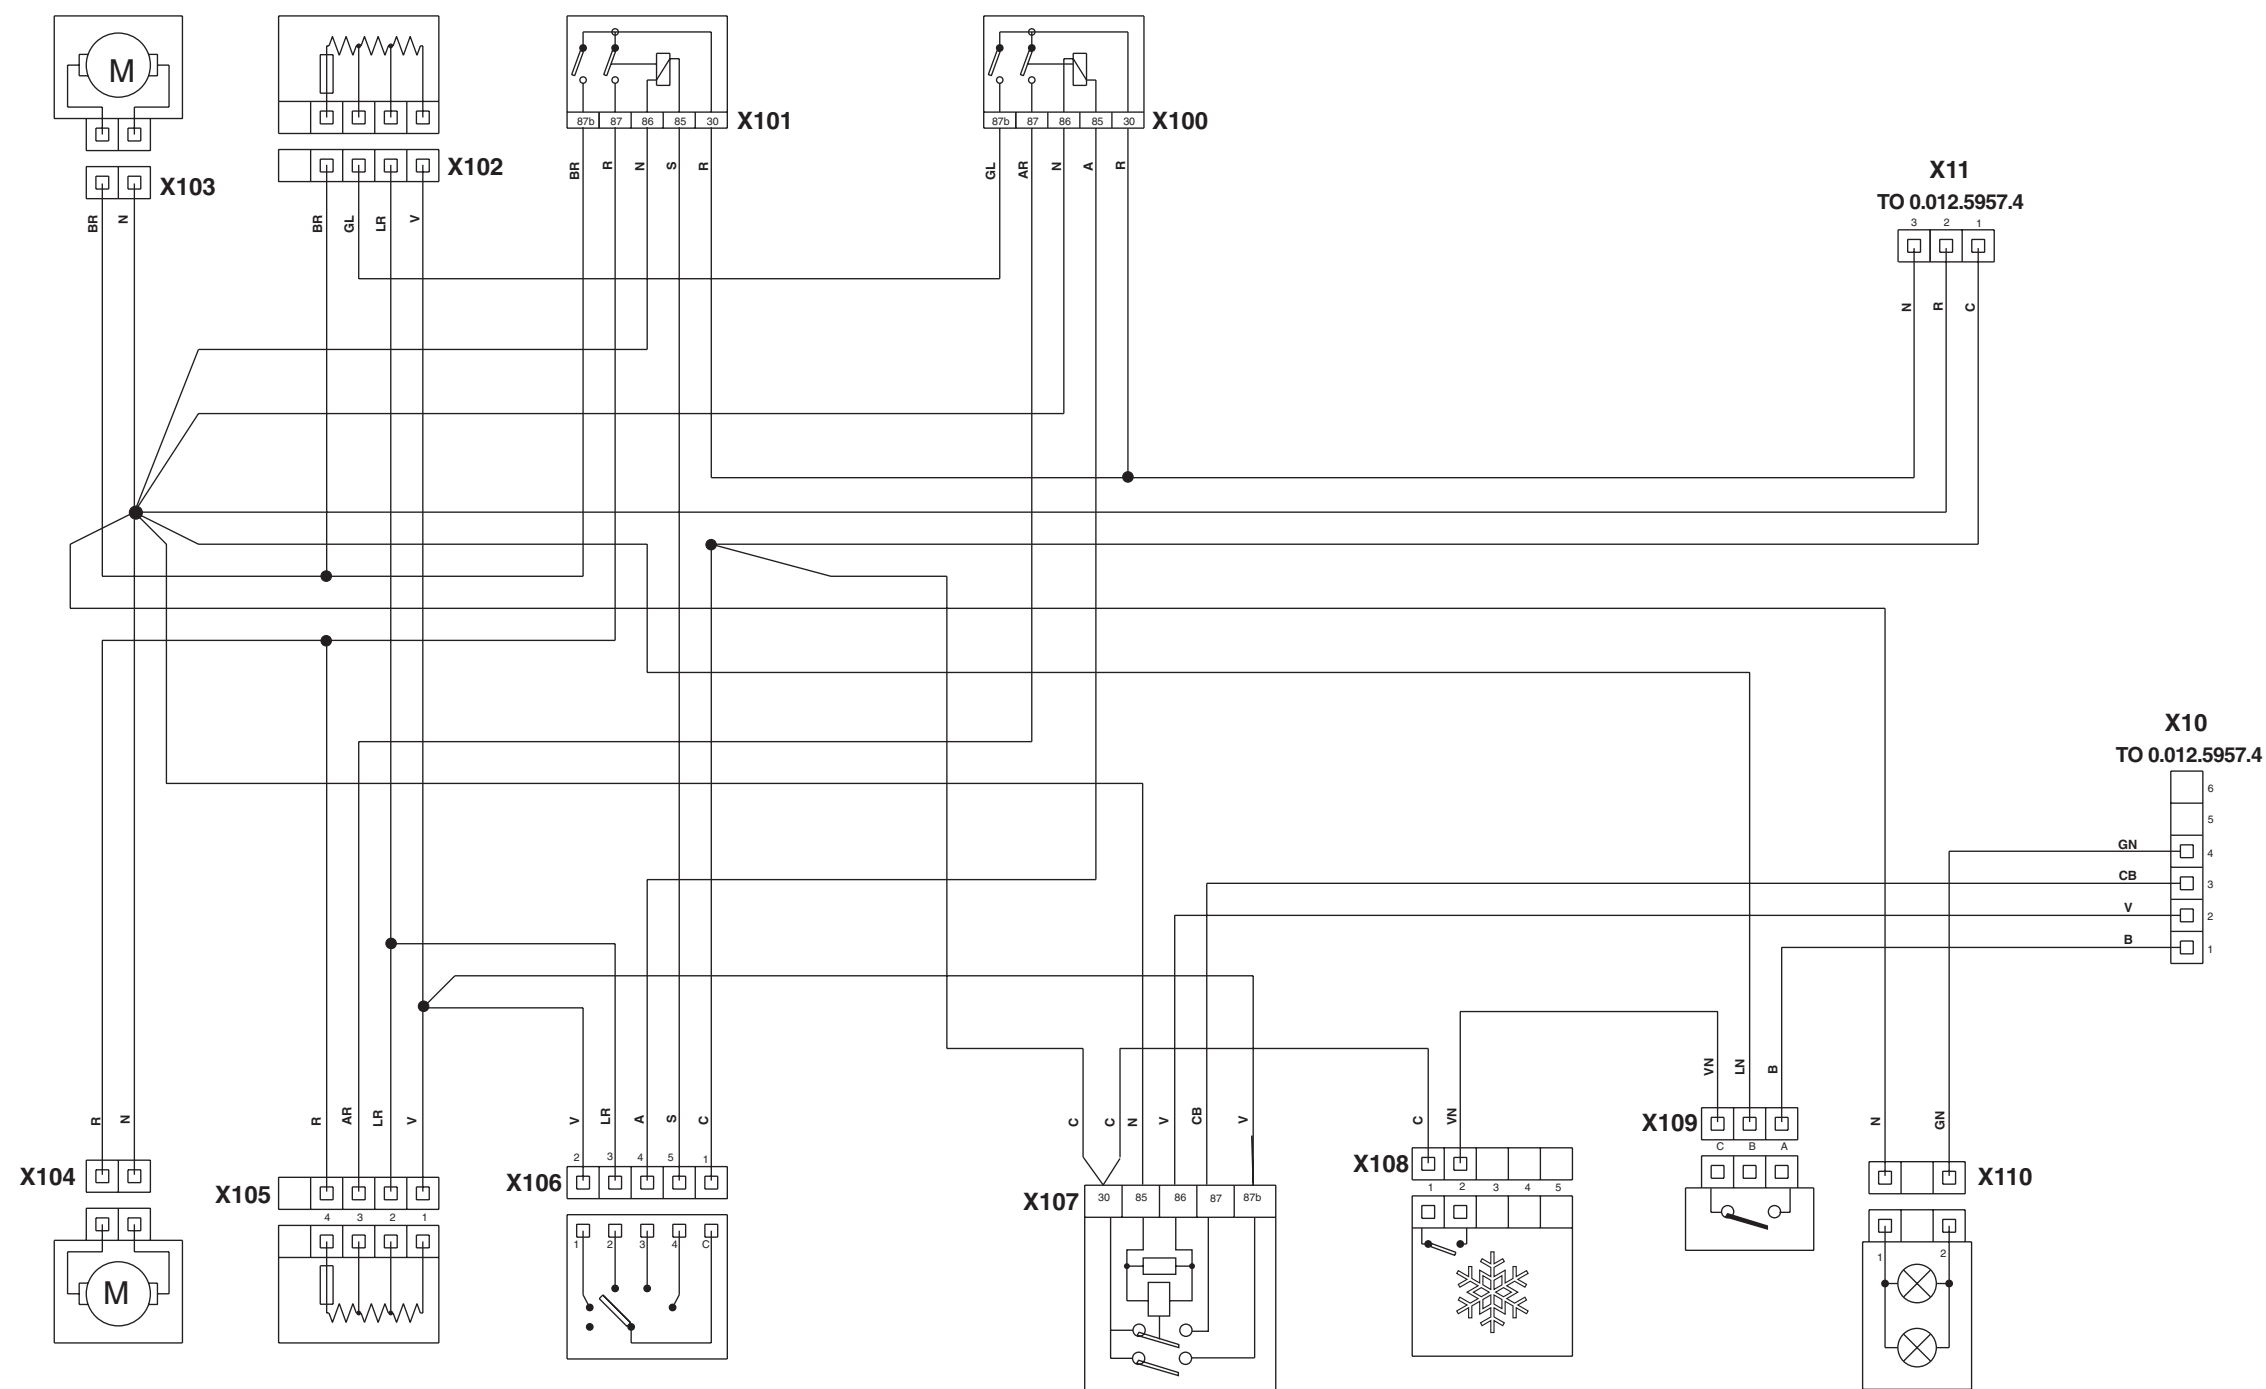 M
X103
BR N
X102
BR GL LR V
87b 87 86 85 30
X101
BR R N S R
87b 87 86 85 30
X100
GL AR N A R
X11
TO 0.012.5957.4
3 2 1
N R C
X10
TO 0.012.5957.4
6
5
GN 4
CB 3
V 2
B 1
R N
X104
M
R AR LR V
X105
4 3 2 1
V LR A S C
2 3 4 5 1
X106
1 2 3 4 C
C C N V CB V
X107
30 85 86 87 87b
C VN
X108
1 2 3 4 5
VN LN B
X109
C B A
N GN
X110
1 2